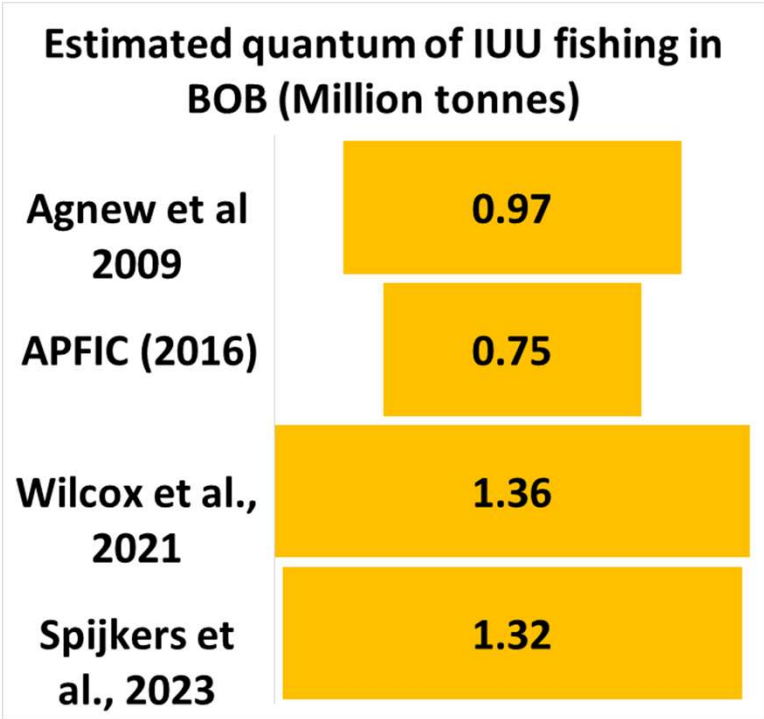 Estimated quantum of IUU fishing in
BOB (Million tonnes)
Agnew et al
2009
0.97
APFIC (2016)
0.75
Wilcox et al.,
2021
1.36
Spijkers et
al., 2023
1.32